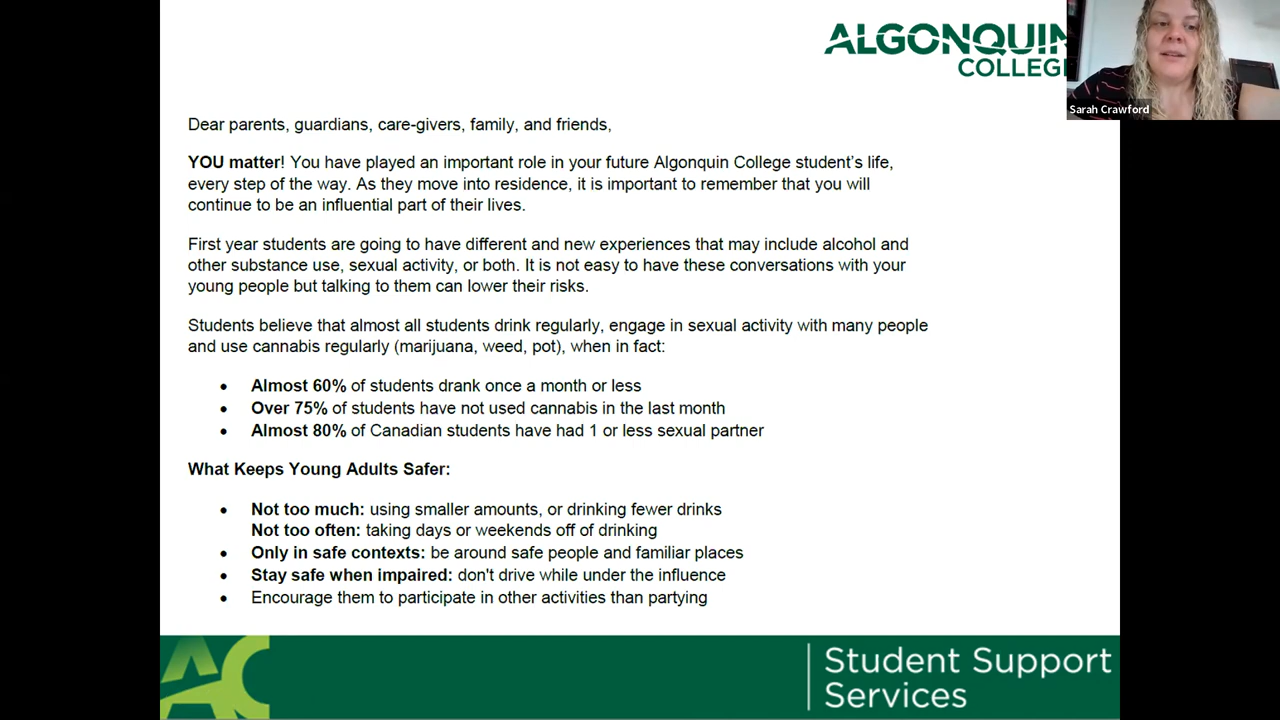 ALGONQUIN
COLLEGE
Sarah Crawford
Dear parents, guardians, care-givers, family, and friends,
YOU matter! You have played an important role in your future Algonquin College student’s life,
every step of the way. As they move into residence, it is important to remember that you will
continue to be an influential part of their lives.
First year students are going to have different and new experiences that may include alcohol and
other substance use, sexual activity, or both. It is not easy to have these conversations with your
young people but talking to them can lower their risks.
Students believe that almost all students drink regularly, engage in sexual activity with many people
and use cannabis regularly (marijuana, weed, pot), when in fact:
• Almost 60% of students drank once a month or less
• Over 75% of students have not used cannabis in the last month
• Almost 80% of Canadian students have had 1 or less sexual partner
What Keeps Young Adults Safer:
• Not too much: using smaller amounts, or drinking fewer drinks
Not too often: taking days or weekends off of drinking
• Only in safe contexts: be around safe people and familiar places
• Stay safe when impaired: don't drive while under the influence
• Encourage them to participate in other activities than partying
AC
Student Support
Services